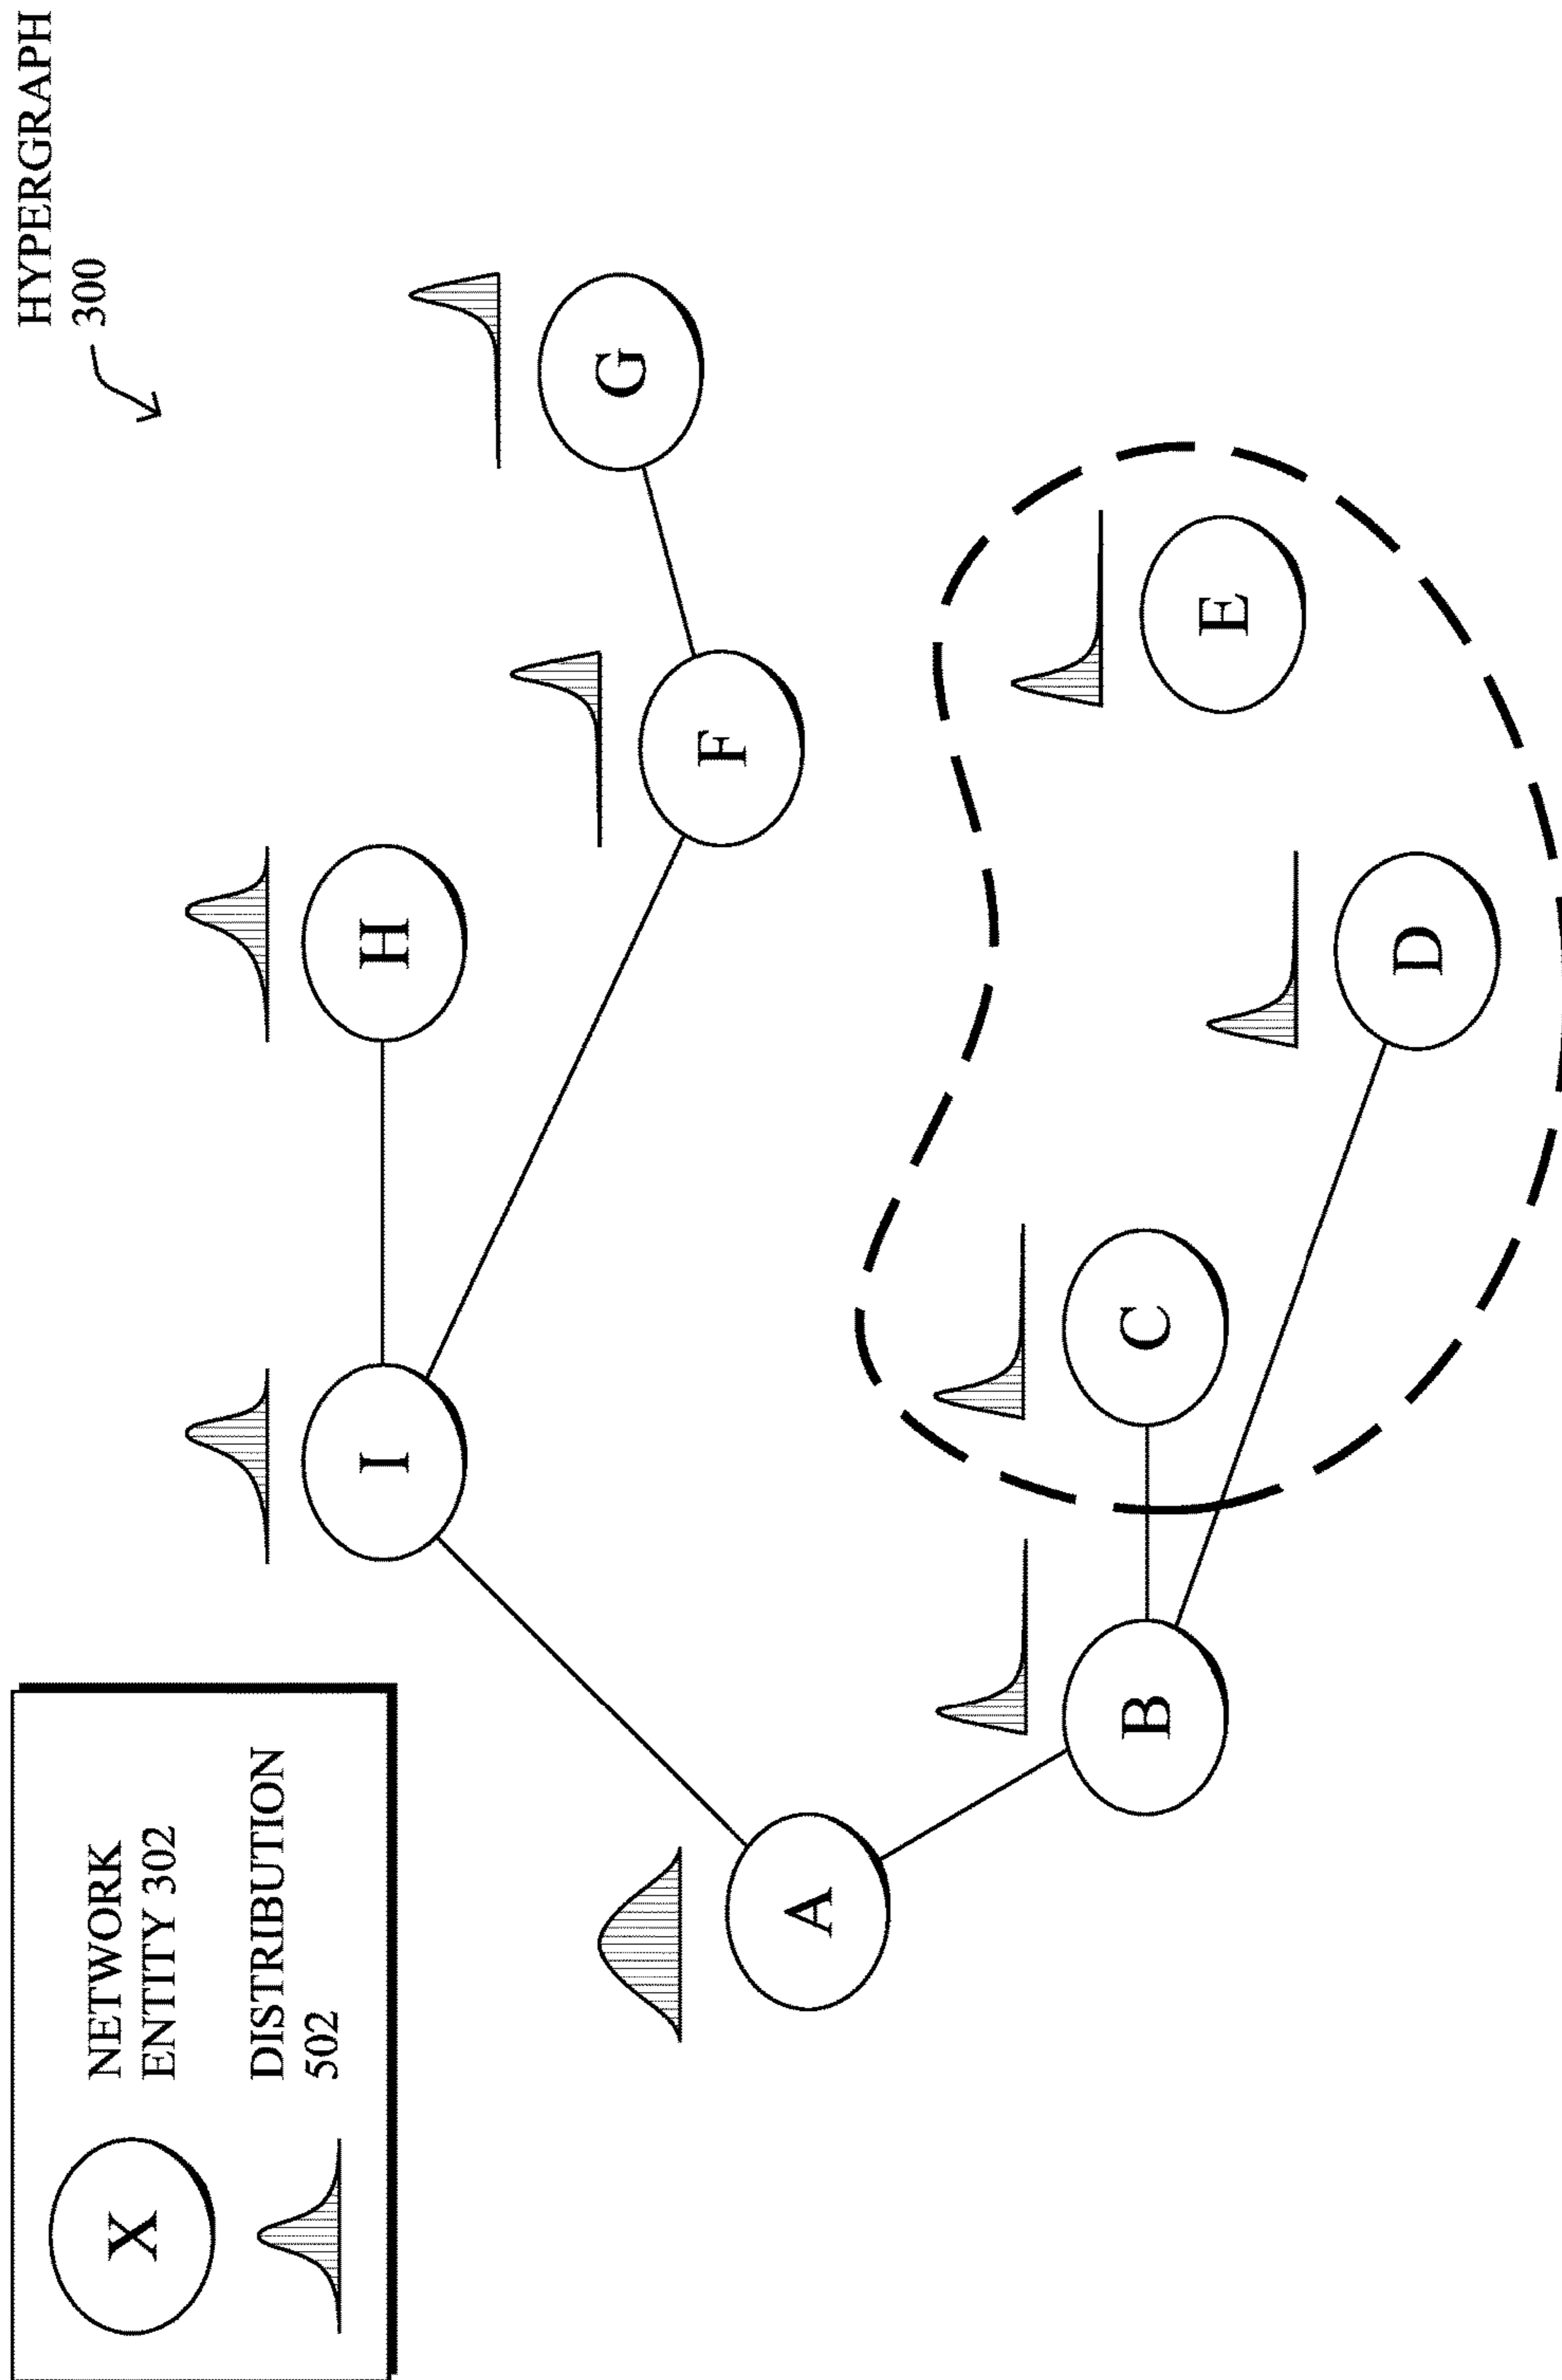 HYPERGRAPH
300
X
NETWORK
ENTITY 302
DISTRIBUTION
502
I
H
A
F
G
B
C
E
D